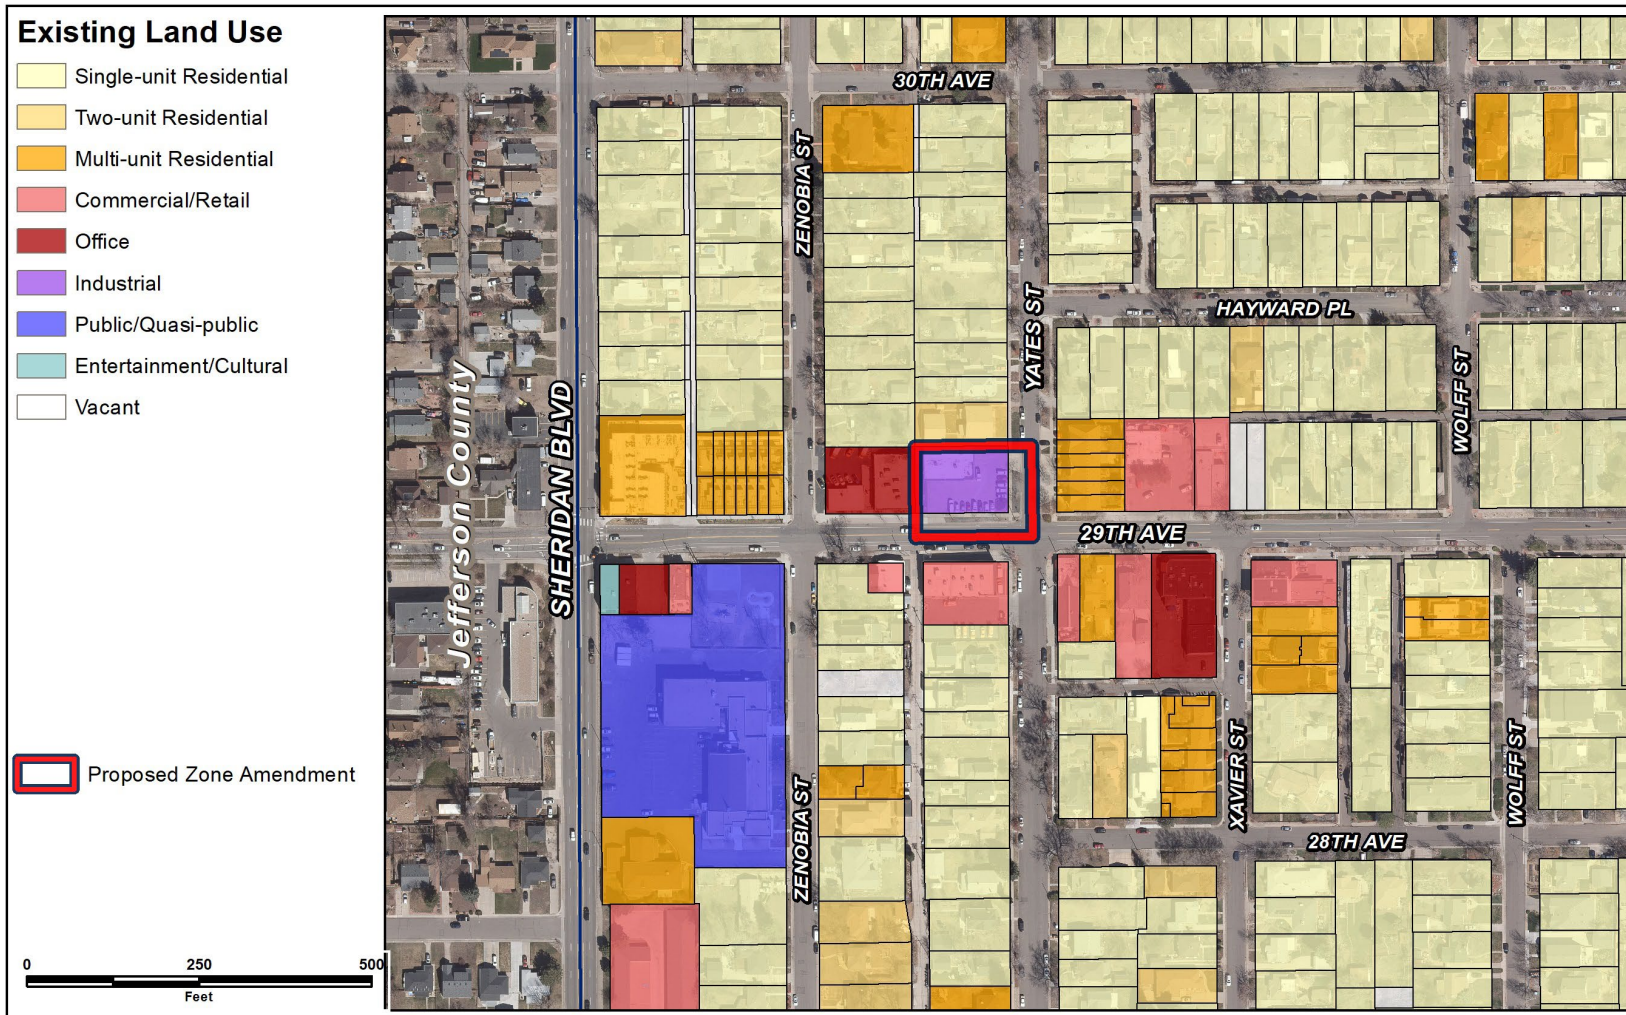 Existing Land Use
Single-unit Residential
Two-unit Residential
Multi-unit Residential
Commercial/Retail
Office
Industrial
Public/Quasi-public
Entertainment/Cultural
Vacant
Proposed Zone Amendment
0 250 500
Feet
30TH AVE
ZENOBIA ST
YATES ST
HAYWARD PL
WOLFF ST
Jefferson County
SHERIDAN BLVD
29TH AVE
ZENOBIA ST
XAVIER ST
WOLFF ST
28TH AVE